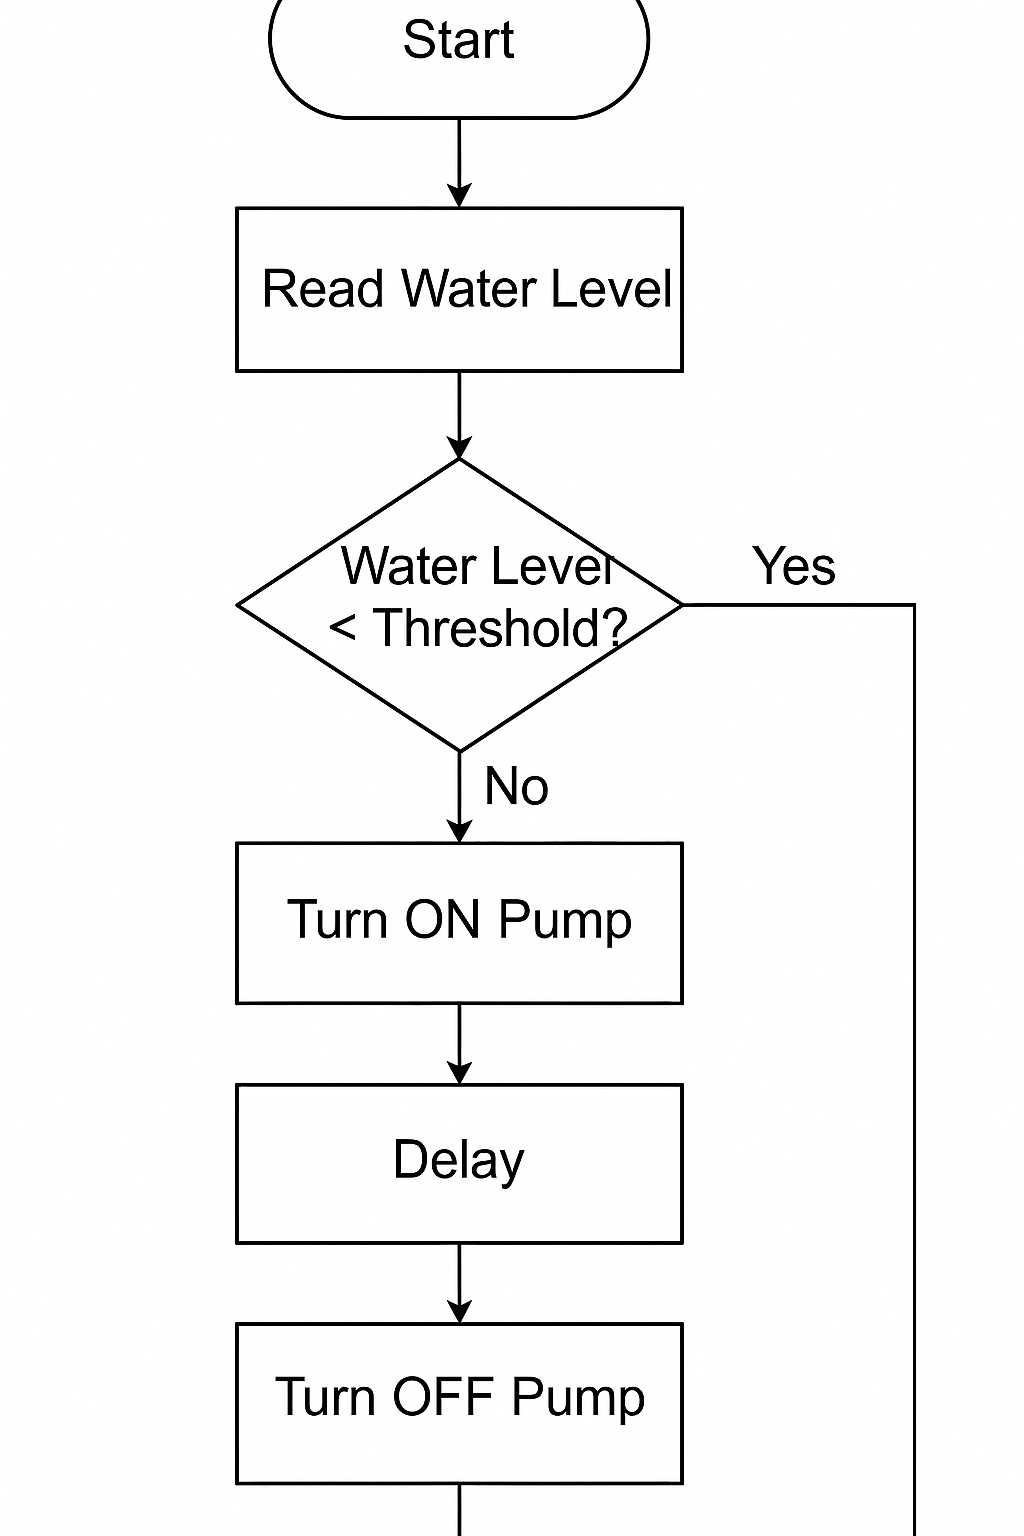 Start
Read Water Level
Water Level
< Threshold?
Yes
No
Turn ON Pump
Delay
Turn OFF Pump